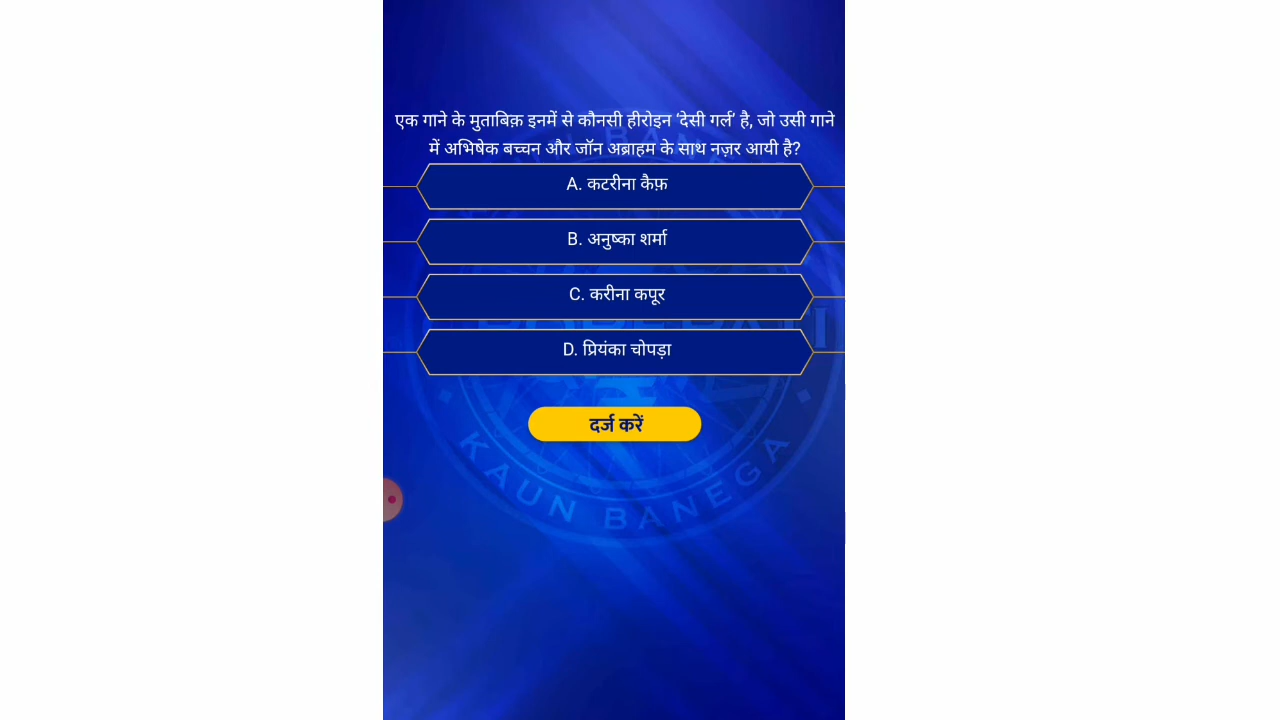 एक गाने के मुताबिक़ इनमें से कौनसी हीरोइन ‘देसी गर्ल’ है, जो उसी गाने
में अभिषेक बच्चन और जॉन अब्राहम के साथ नज़र आयी है?
A. कटरीना कैफ़
B. अनुष्का शर्मा
C. करीना कपूर
D. प्रियंका चोपड़ा
दर्ज करें
KAUN BANEGA